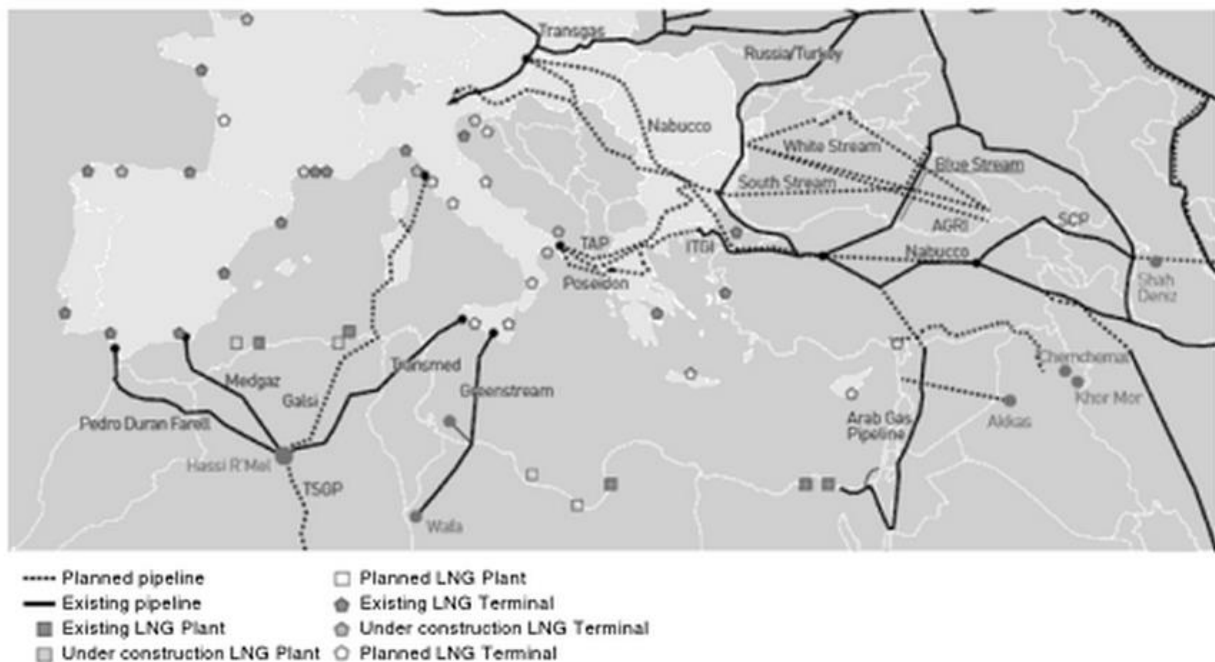 Transgas
Russia/Turkey
Nabucco
White Stream
Blue Stream
South Stream
AGRI
SCP
TAP
ITGI
Nabucco
Poseidon
Shah
Deniz
Transmed
Medgaz
Galsi
Greenstream
Chemchemal
Khor Mor
Pedro Duran Farell
Arab Gas
Pipeline
Akkas
Hassi R'Mel
TSGP
Wafa
Planned pipeline
Existing pipeline
Existing LNG Plant
Under construction LNG Plant
Planned LNG Plant
Existing LNG Terminal
Under construction LNG Terminal
Planned LNG Terminal